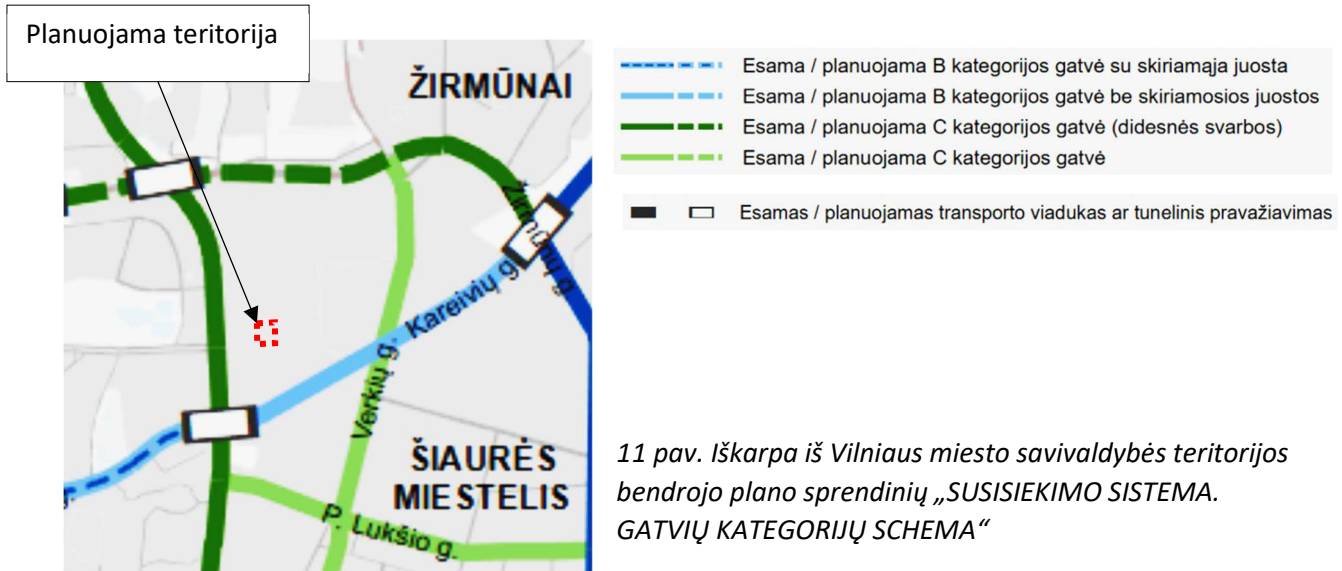 Planuojama teritorija
ŽIRMŪNAI
Žirmūnų g.
Kareivių g.
Verkių g.
ŠIAURĖS
MIESTELIS
P. Lukšio g.
g.
Esama / planuojama B kategorijos gatvė su skiriamąja juosta
Esama / planuojama B kategorijos gatvė be skiriamosios juostos
Esama / planuojama C kategorijos gatvė (didesnės svarbos)
Esama / planuojama C kategorijos gatvė
Esamas / planuojamas transporto viadukas ar tunelinis pravažiavimas
11 pav. Iškarpa iš Vilniaus miesto savivaldybės teritorijos
bendrojo plano sprendinių „SUSISIEKIMO SISTEMA.
GATVIŲ KATEGORIJŲ SCHEMA“